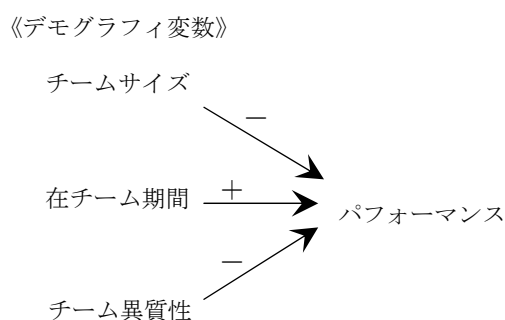 《デモグラフィ変数》
チームサイズ
－
在チーム期間
＋
パフォーマンス
－
チーム異質性